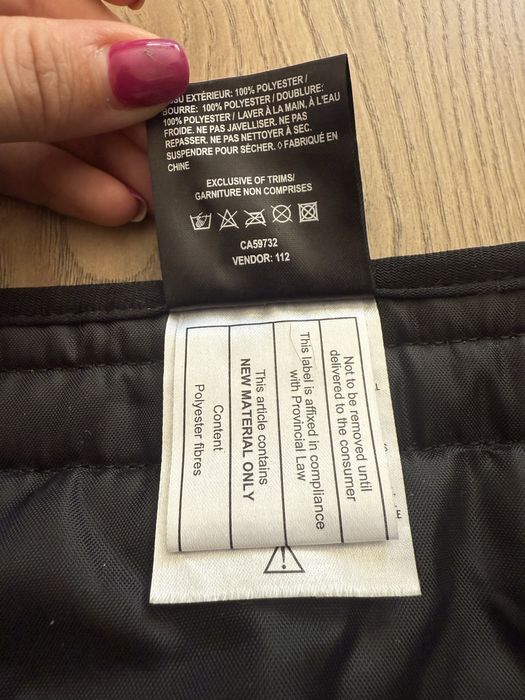 EXTÉRIEUR: 100% POLYESTER /
BOURRE: 100% POLYESTER / DOUBLURE:
100% POLYESTER / LAVER À LA MAIN, À L'EAU
FROIDE. NE PAS JAVELLISER. NE PAS
REPASSER. NE PAS NETTOYER À SEC.
SUSPENDRE POUR SÉCHER. ◊ FABRIQUÉ EN
CHINE
EXCLUSIVE OF TRIMS/
GARNITURE NON COMPRISES
CA59732
VENDOR: 112
Not to be removed until
delivered to the consumer
This label is affixed in compliance
with Provincial Law
This article contains
NEW MATERIAL ONLY
Content
Polyester fibres